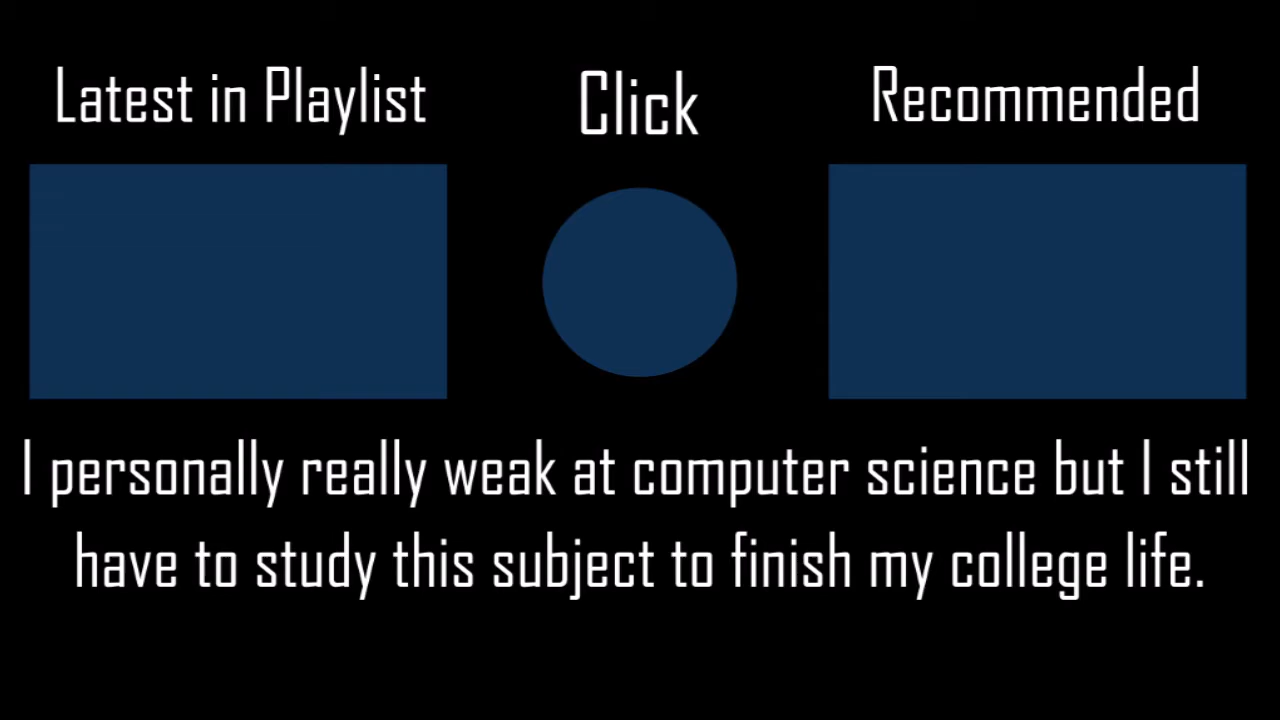 Latest in Playlist
Click
Recommended
I personally really weak at computer science but I still
have to study this subject to finish my college life.